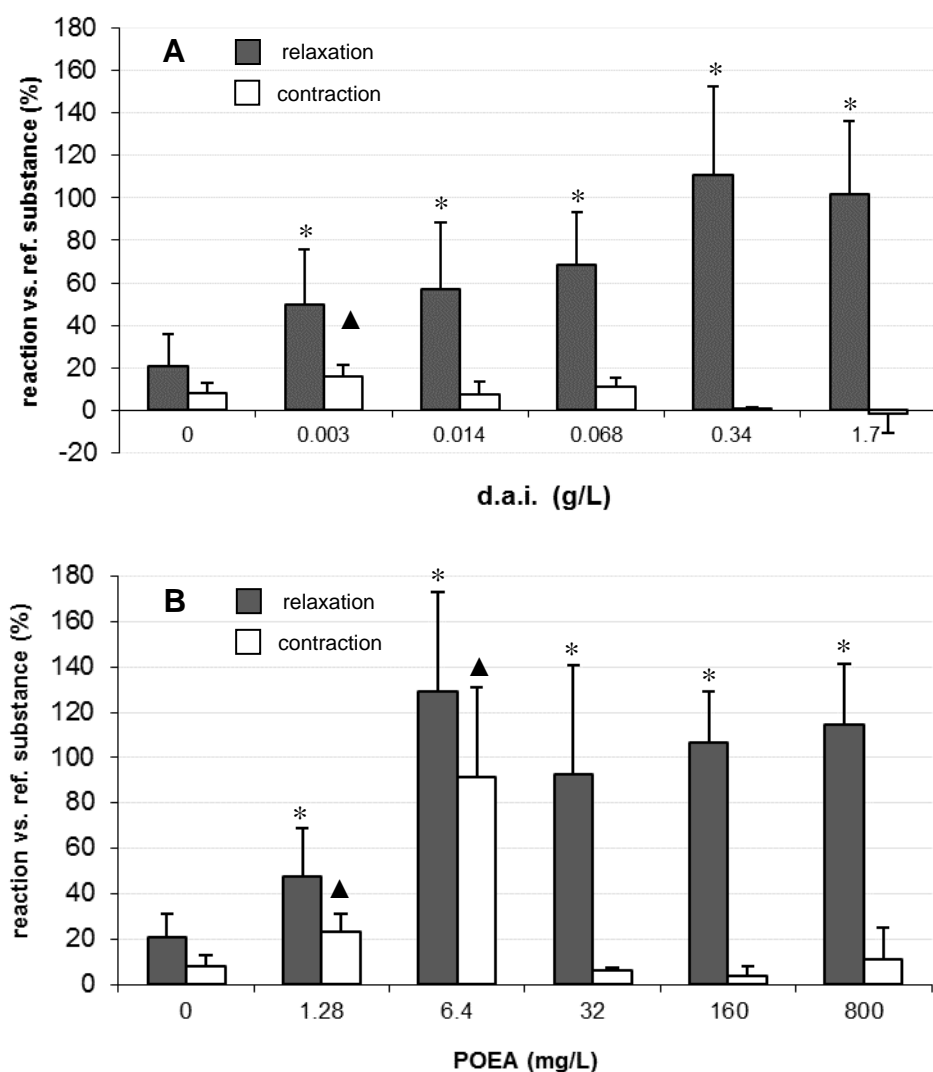 180
160
140
120
100
80
60
40
20
0
-20
reaction vs. ref. substance (%)
A
relaxation
contraction
* * * * *
▲
0 0.003 0.014 0.068 0.34 1.7
d.a.i. (g/L)
180
160
140
120
100
80
60
40
20
0
reaction vs. ref. substance (%)
B
relaxation
contraction
* * * * *
▲ ▲
0 1.28 6.4 32 160 800
POEA (mg/L)